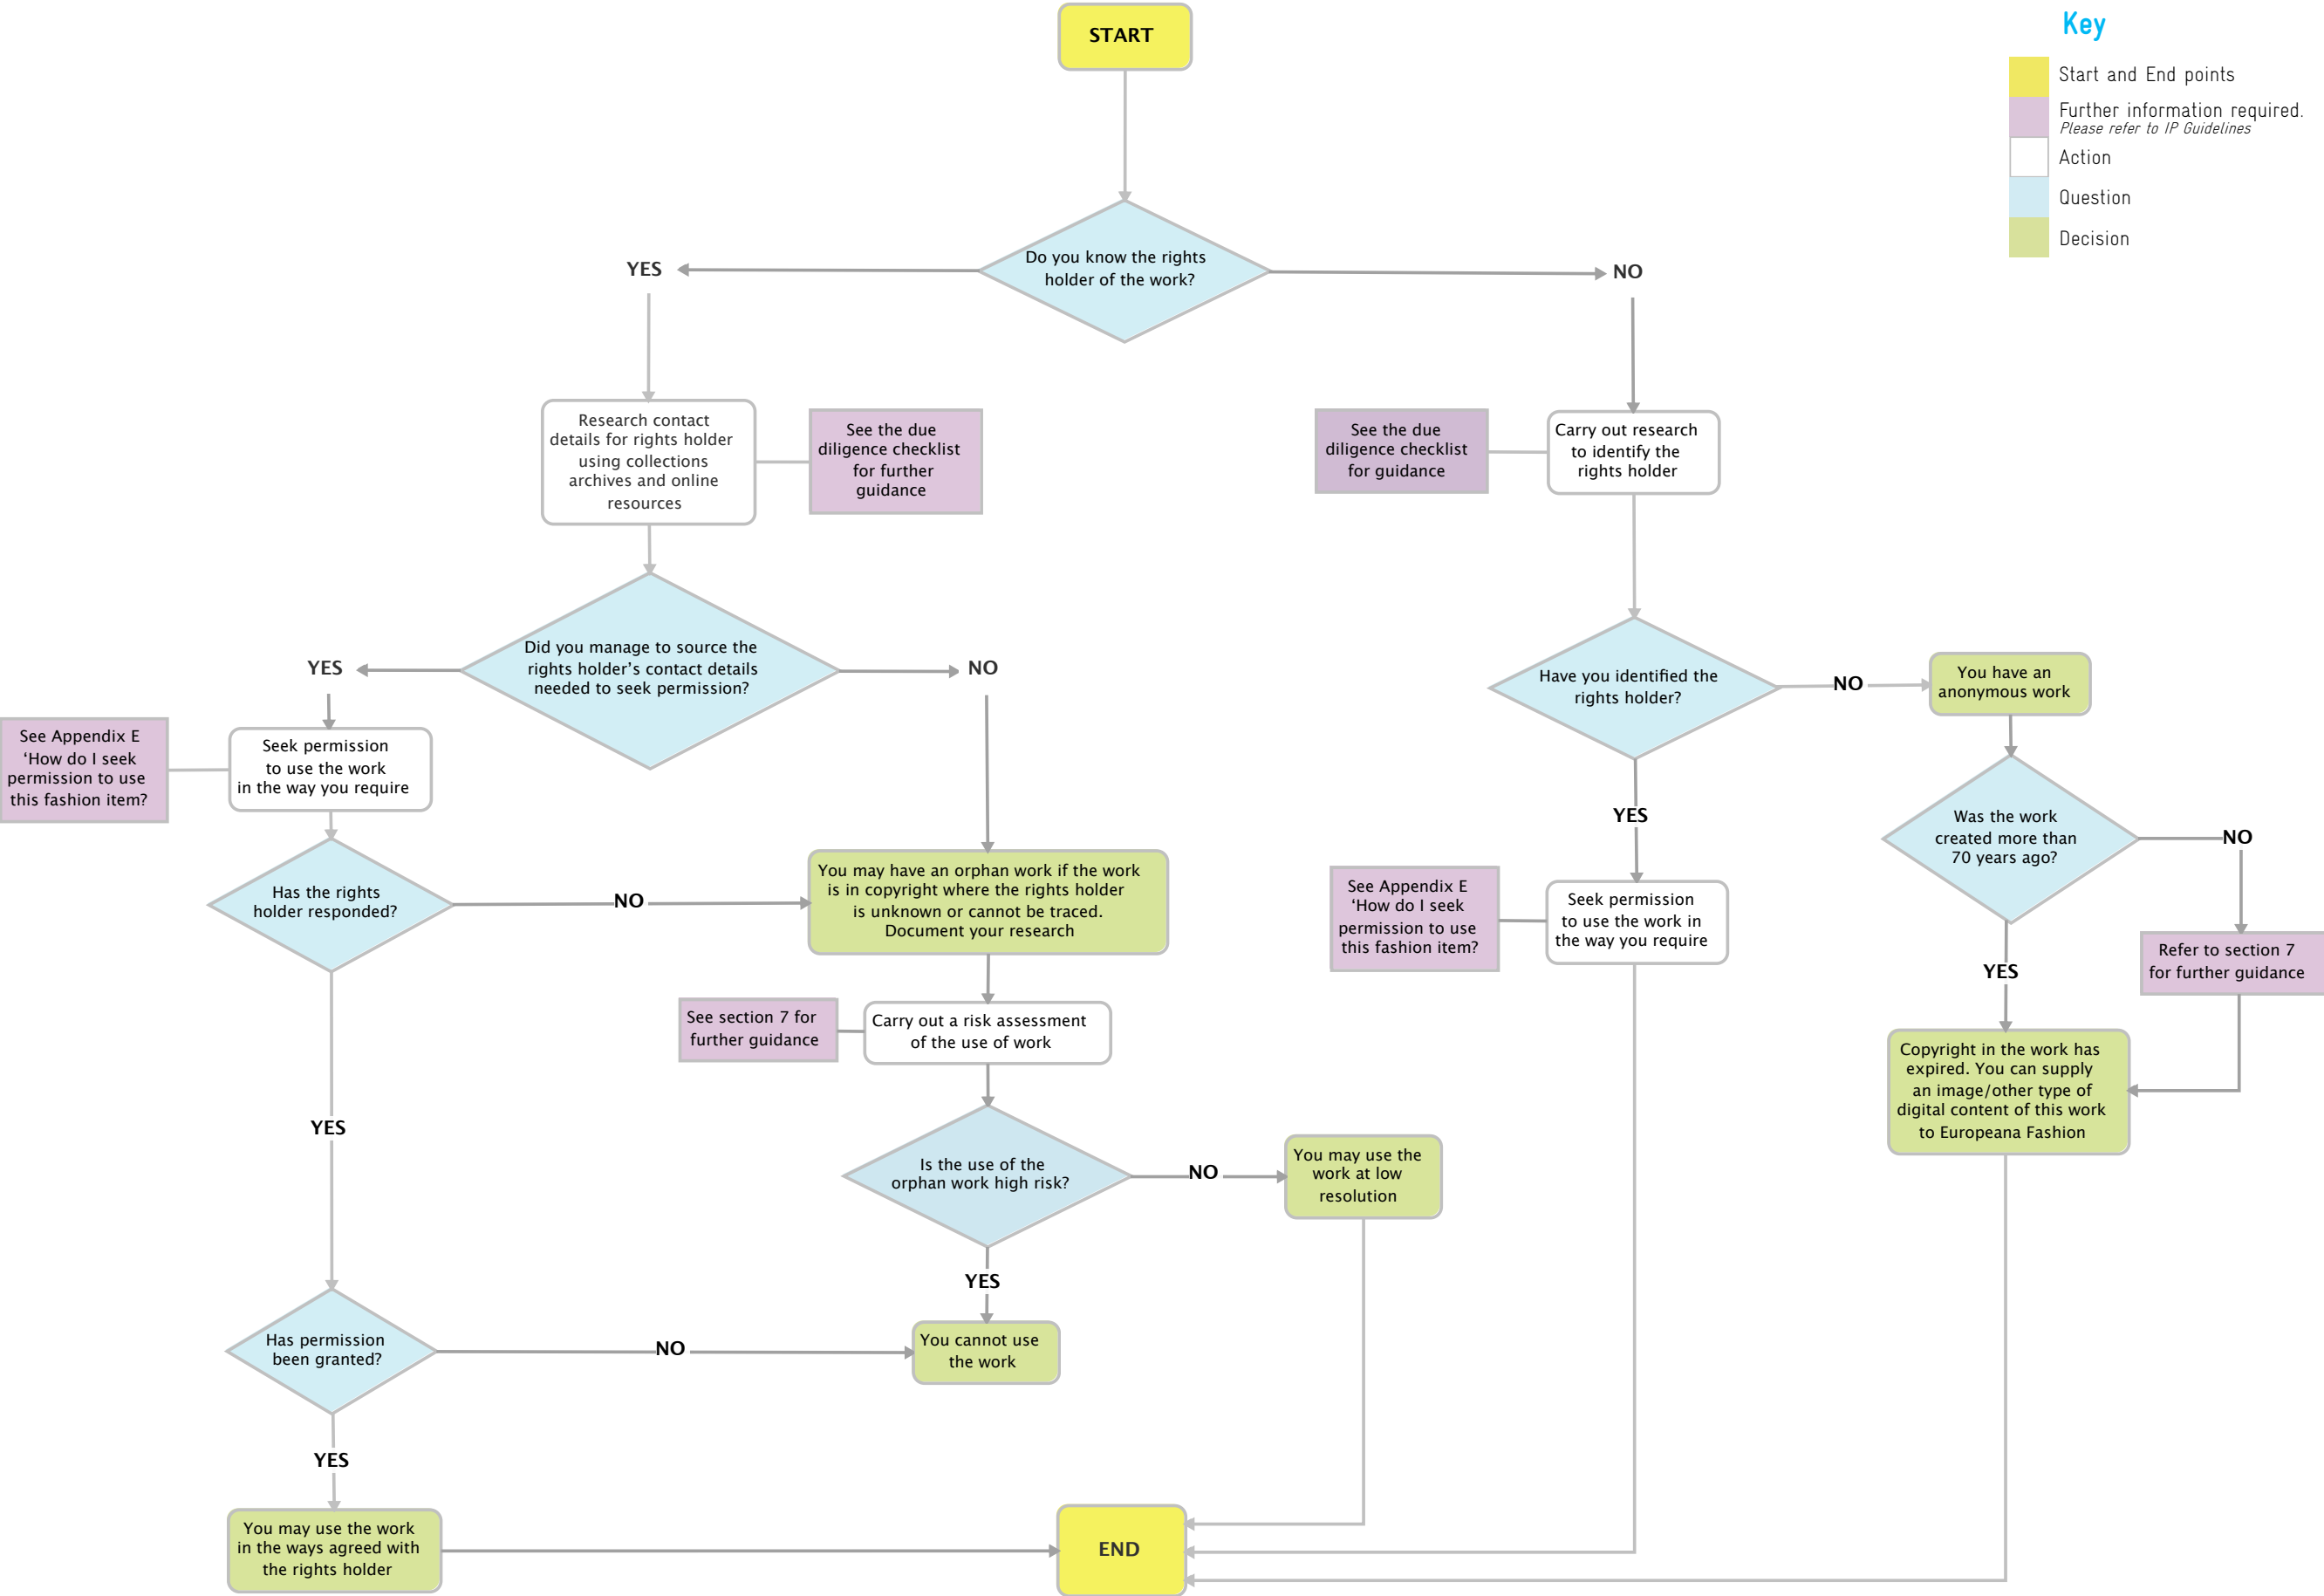 START
Key
Start and End points
Further information required.
Please refer to IP Guidelines
Action
Question
Decision
Do you know the rights
holder of the work?
YES
NO
Research contact
details for rights holder
using collections
archives and online
resources
See the due
diligence checklist
for further
guidance
See the due
diligence checklist
for guidance
Carry out research
to identify the
rights holder
Did you manage to source the
rights holder’s contact details
needed to seek permission?
YES
NO
Have you identified the
rights holder?
NO
You have an
anonymous work
See Appendix E
‘How do I seek
permission to use
this fashion item?
Seek permission
to use the work
in the way you require
YES
Was the work
created more than
70 years ago?
NO
Has the rights
holder responded?
NO
You may have an orphan work if the work
is in copyright where the rights holder
is unknown or cannot be traced.
Document your research
See Appendix E
‘How do I seek
permission to use
this fashion item?
Seek permission
to use the work in
the way you require
YES
Refer to section 7
for further guidance
See section 7 for
further guidance
Carry out a risk assessment
of the use of work
Copyright in the work has
expired. You can supply
an image/other type of
digital content of this work
to Europeana Fashion
YES
Is the use of the
orphan work high risk?
NO
You may use the
work at low
resolution
YES
Has permission
been granted?
NO
You cannot use
the work
YES
You may use the work
in the ways agreed with
the rights holder
END